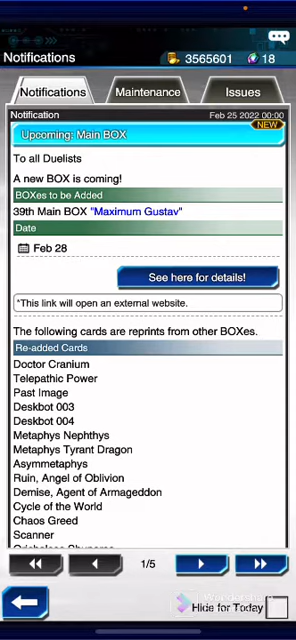 Notifications
3565601
18
Notifications
Maintenance
Issues
Notification
Feb 25 2022 00:00
NEW
Upcoming: Main BOX
To all Duelists
A new BOX is coming!
BOXes to be Added
39th Main BOX "Maximum Gustav"
Date
Feb 28
See here for details!
*This link will open an external website.
The following cards are reprints from other BOXes.
Re-added Cards
Doctor Cranium
Telepathic Power
Past Image
Deskbot 003
Deskbot 004
Metaphys Nephthys
Metaphys Tyrant Dragon
Asymmetaphys
Ruin, Angel of Oblivion
Demise, Agent of Armageddon
Cycle of the World
Chaos Greed
Scanner
1/5
Hide for Today